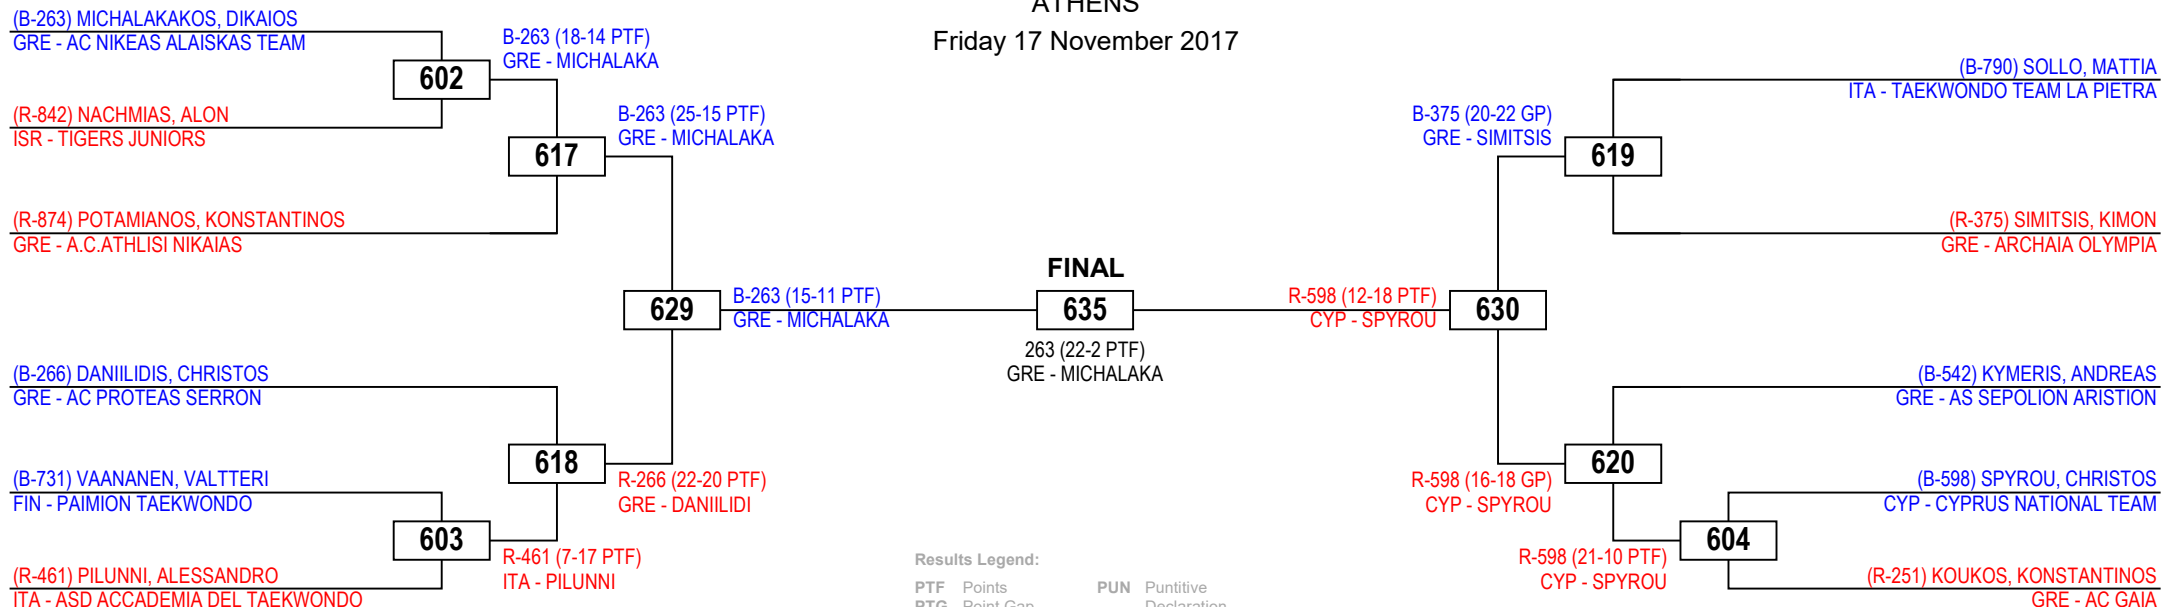 ATHENS
Friday 17 November 2017
(B-263) MICHALAKAKOS, DIKAIOS
GRE - AC NIKEAS ALAISKAS TEAM
B-263 (18-14 PTF)
GRE - MICHALAKA
602
(R-842) NACHMIAS, ALON
ISR - TIGERS JUNIORS
B-263 (25-15 PTF)
GRE - MICHALAKA
617
(R-874) POTAMIANOS, KONSTANTINOS
GRE - A.C.ATHLISI NIKAIAS
629
B-263 (15-11 PTF)
GRE - MICHALAKA
(B-266) DANIILIDIS, CHRISTOS
GRE - AC PROTEAS SERRON
618
R-266 (22-20 PTF)
GRE - DANIILIDI
(B-731) VAANANEN, VALTTERI
FIN - PAIMION TAEKWONDO
603
R-461 (7-17 PTF)
ITA - PILUNNI
(R-461) PILUNNI, ALESSANDRO
ITA - ASD ACCADEMIA DEL TAEKWONDO
FINAL
635
263 (22-2 PTF)
GRE - MICHALAKA
(B-790) SOLLO, MATTIA
ITA - TAEKWONDO TEAM LA PIETRA
B-375 (20-22 GP)
GRE - SIMITSIS
619
(R-375) SIMITSIS, KIMON
GRE - ARCHAIA OLYMPIA
R-598 (12-18 PTF)
CYP - SPYROU
630
(B-542) KYMERIS, ANDREAS
GRE - AS SEPOLION ARISTION
620
R-598 (16-18 GP)
CYP - SPYROU
(B-598) SPYROU, CHRISTOS
CYP - CYPRUS NATIONAL TEAM
604
R-598 (21-10 PTF)
CYP - SPYROU
(R-251) KOUKOS, KONSTANTINOS
GRE - AC GAIA
Results Legend:
PTF Points PUN Puntitive
PTG Point Gap Declaration